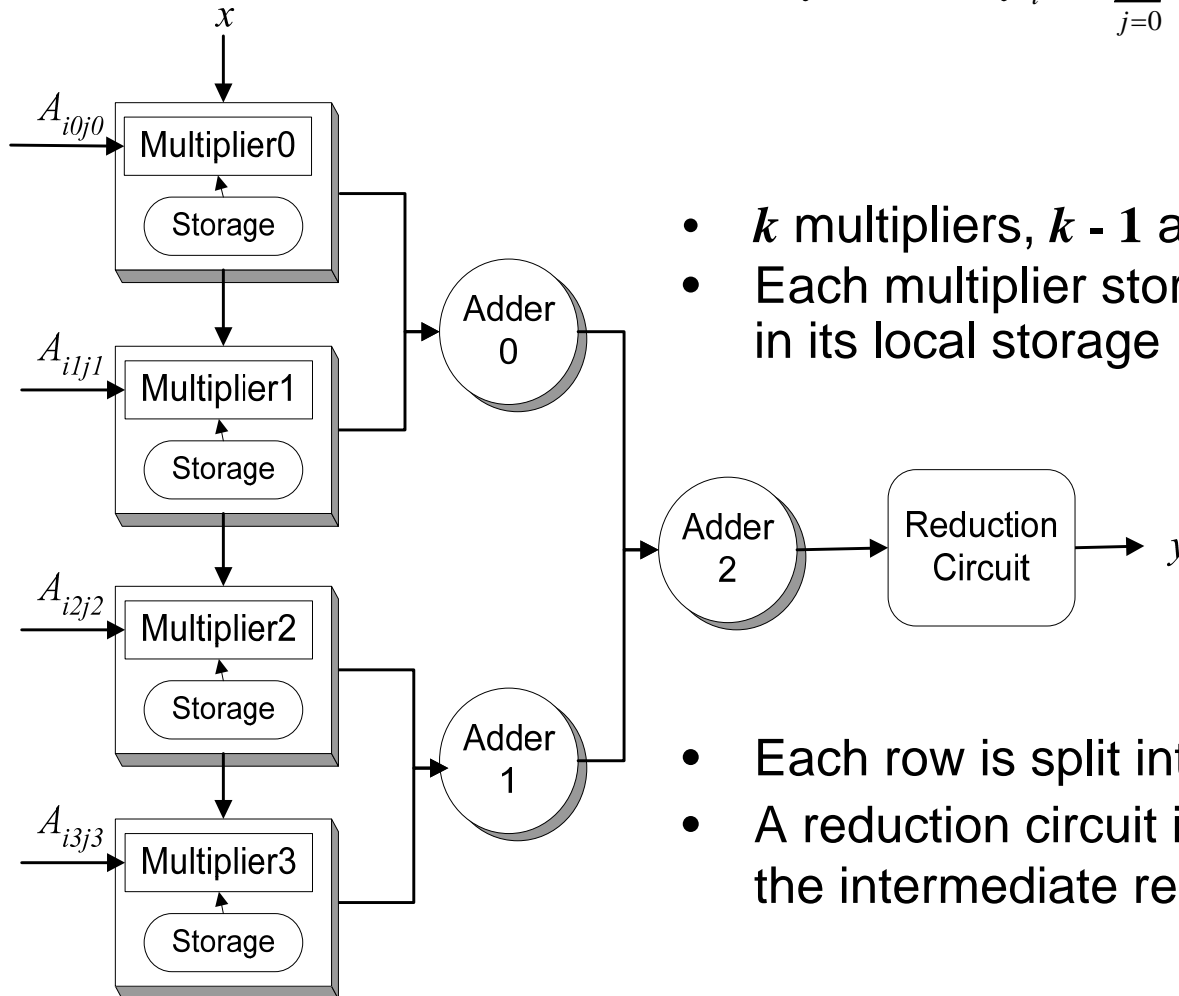 j=0
x
A_{i0j0}
Multiplier0
Storage
Adder
0
A_{i1j1}
Multiplier1
Storage
A_{i2j2}
Multiplier2
Storage
Adder
1
A_{i3j3}
Multiplier3
Storage
Adder
2
Reduction
Circuit
• k multipliers, k - 1
• Each multiplier
in its local storage
• Each row is split
• A reduction circuit
the intermediate